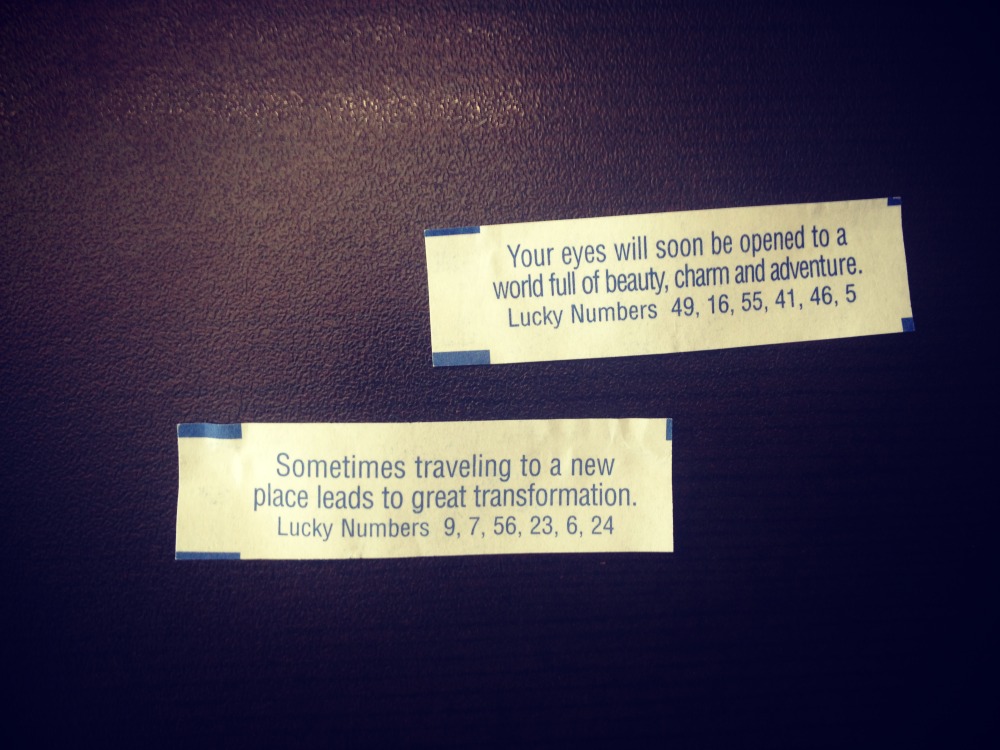 Your eyes will soon be opened to a
world full of beauty, charm and adventure.
Lucky Numbers 49, 16, 55, 41, 46, 5
Sometimes traveling to a new
place leads to great transformation.
Lucky Numbers 9, 7, 56, 23, 6, 24